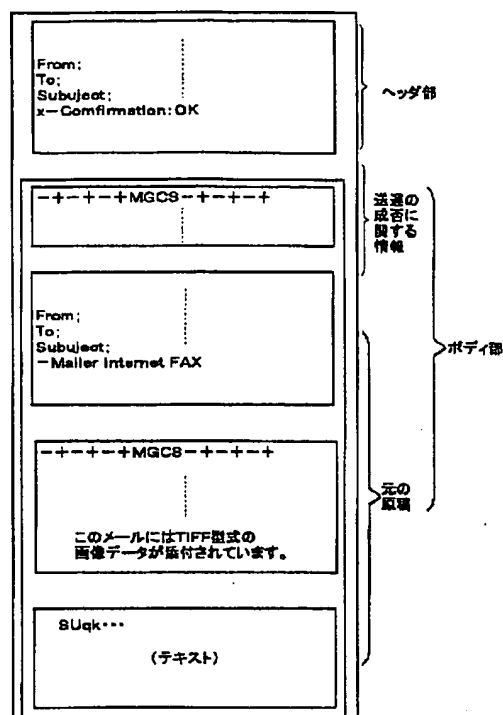 From;
To;
Subuject;
x-Comfirmation:OK
ヘッダ部
-+-+-+MGCS-+-+-+
送達の
成否に
関する
情報
From;
To;
Subuject;
-Mailer Internet FAX
ボディ部
-+-+-+MGCS-+-+-+
このメールにはTIFF型式の
画像データが添付されています。
元の
原稿
SUqk・・・
(テキスト)